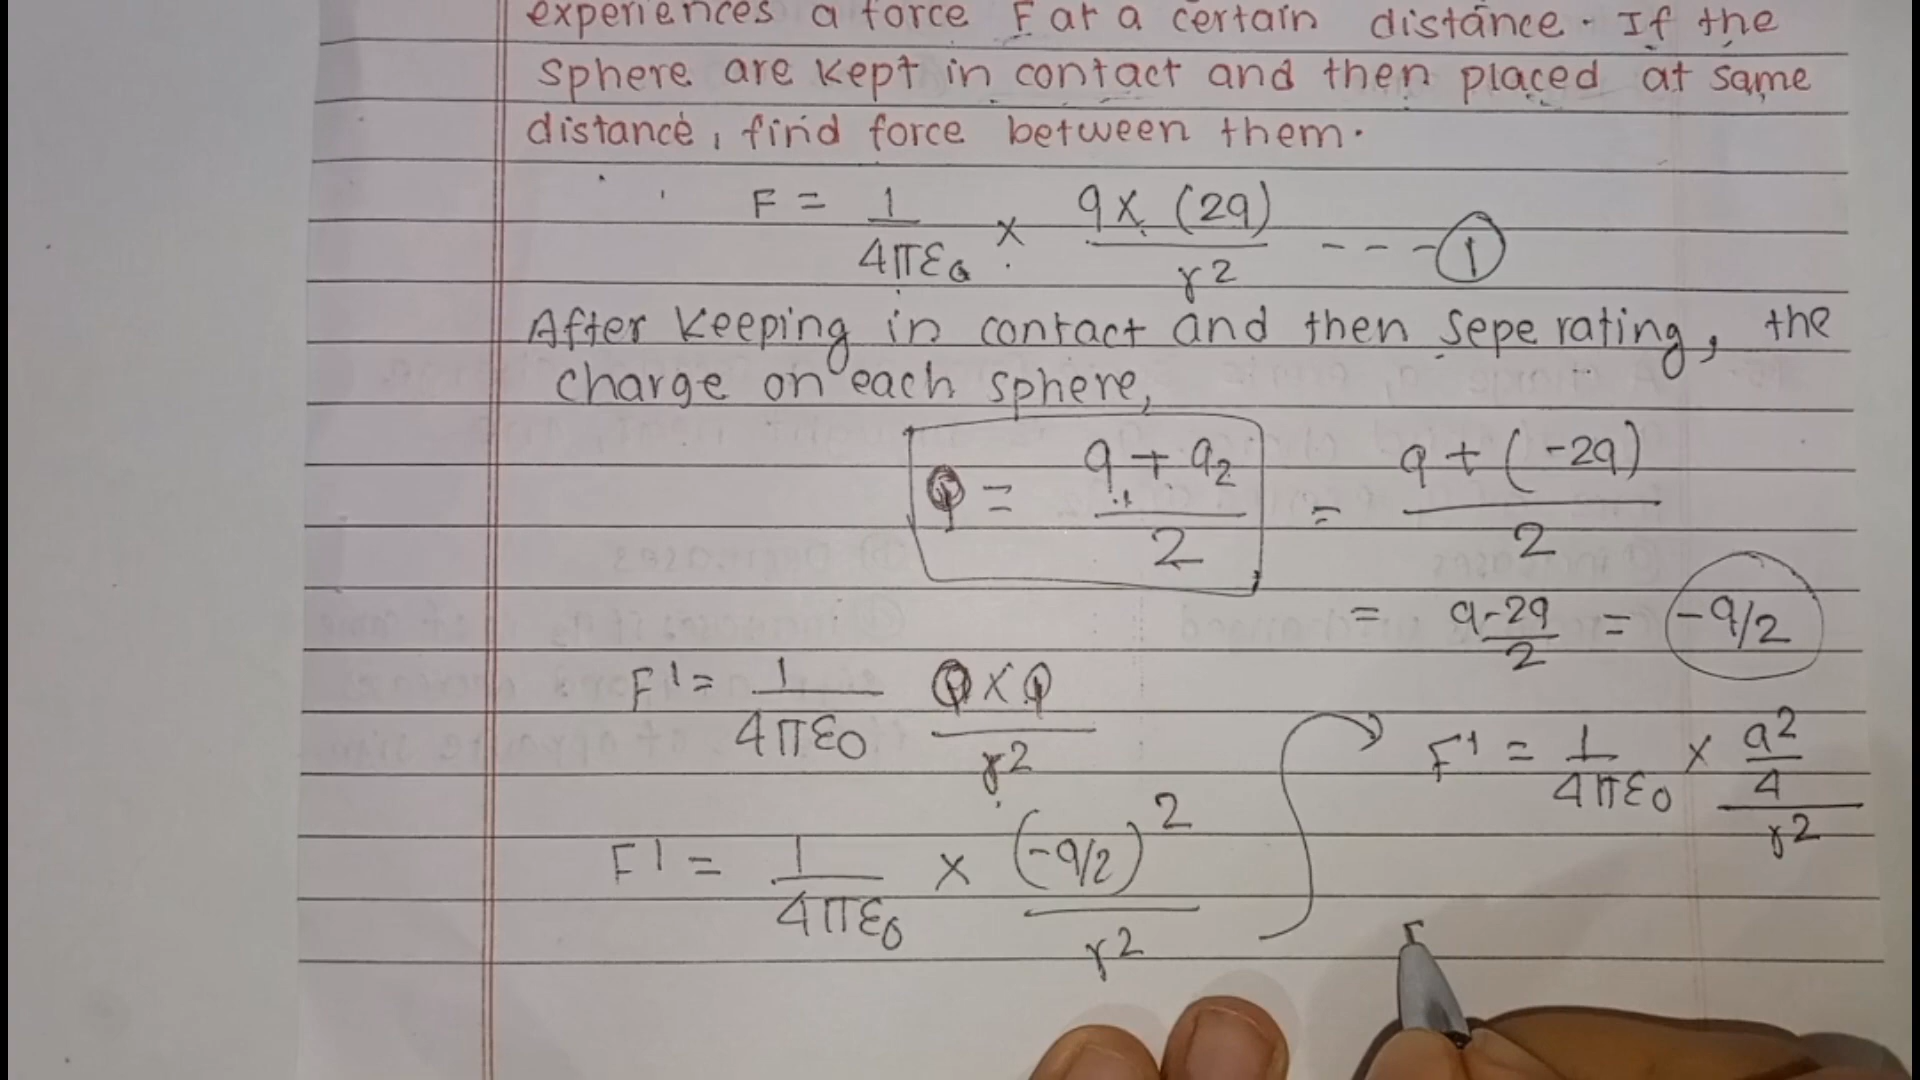 experiences a force F at a certain distance. If the
sphere are kept in contact and then placed at same
distance, find force between them.
F = 1/4πε0 × q × (2q)/r² ---- ①
After keeping in contact and then seperating, the
charge on each sphere,
Q = q1 + q2/2 = q + (-2q)/2
= q-2q/2 = -q/2
F' = 1/4πε0 Q × Q/r²
F' = 1/4πε0 × (-q/2)²/r²
F' = 1/4πε0 × q²/4/r²